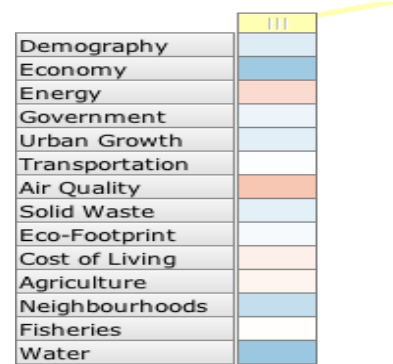 Demography
Economy
Energy
Government
Urban Growth
Transportation
Air Quality
Solid Waste
Eco-Footprint
Cost of Living
Agriculture
Neighbourhoods
Fisheries
Water